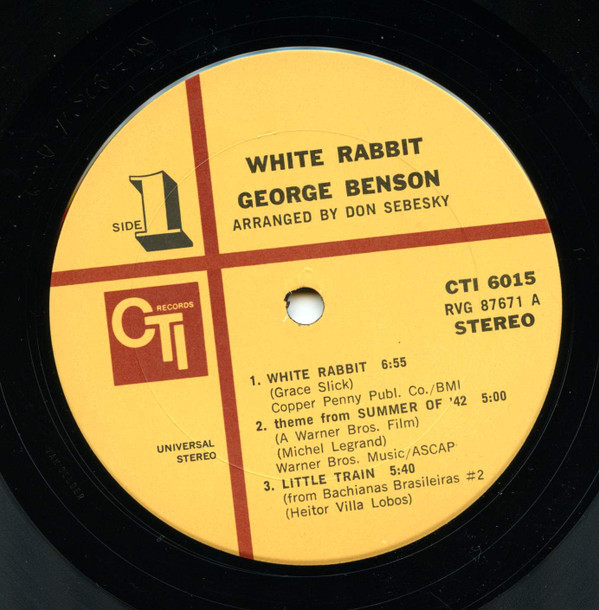 WHITE RABBIT
GEORGE BENSON
ARRANGED BY DON SEBESKY
SIDE 1
CTI RECORDS
CTI 6015
RVG 87671 A
STEREO
UNIVERSAL
STEREO
1. WHITE RABBIT 6:55
(Grace Slick)
Copper Penny Publ. Co./BMI
2. theme from SUMMER OF '42 5:00
(A Warner Bros. Film)
(Michel Legrand)
Warner Bros. Music/ASCAP
3. LITTLE TRAIN 5:40
(from Bachianas Brasileiras #2
(Heitor Villa Lobos)